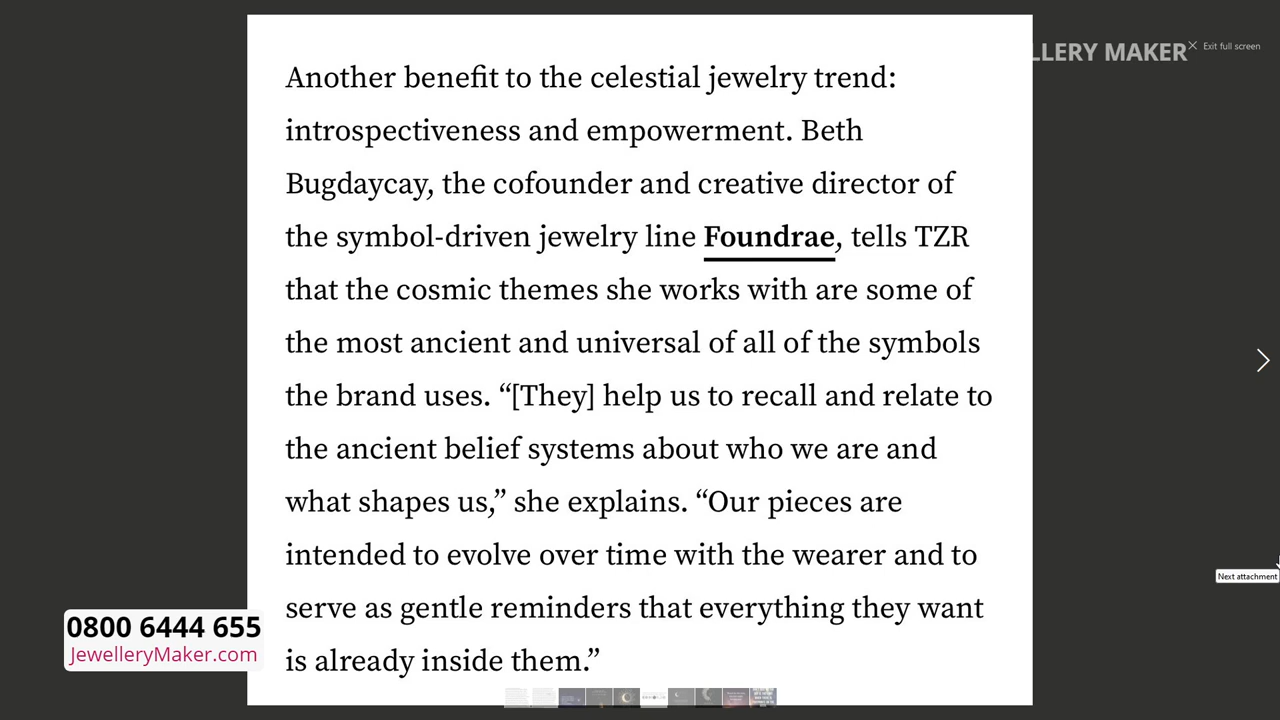 LLERY MAKER
Exit full screen
Another benefit to the celestial jewelry trend:
introspectiveness and empowerment. Beth
Bugdaycay, the cofounder and creative director of
the symbol-driven jewelry line Foundrae, tells TZR
that the cosmic themes she works with are some of
the most ancient and universal of all of the symbols
the brand uses. “[They] help us to recall and relate to
the ancient belief systems about who we are and
what shapes us,” she explains. “Our pieces are
intended to evolve over time with the wearer and to
serve as gentle reminders that everything they want
is already inside them.”
Next attachment
0800 6444 655
JewelleryMaker.com